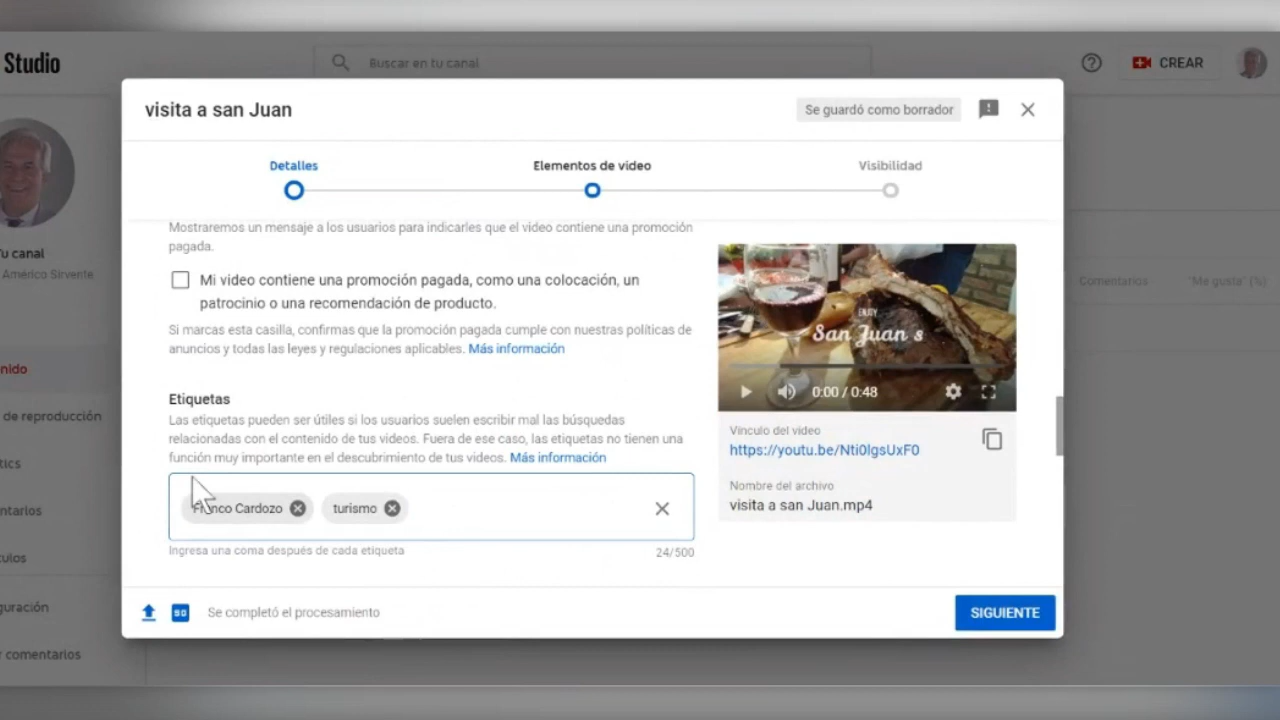 Studio
Buscar en tu canal
CREAR
visita a san Juan
Se guardó como borrador
Detalles
Elementos de video
Visibilidad
Mostraremos un mensaje a los usuarios para indicarles que el video contiene una promoción
pagada.
Mi video contiene una promoción pagada, como una colocación, un
patrocinio o una recomendación de producto.
Si marcas esta casilla, confirmas que la promoción pagada cumple con nuestras políticas de
anuncios y todas las leyes y regulaciones aplicables. Más información
Etiquetas
Las etiquetas pueden ser útiles si los usuarios suelen escribir mal las búsquedas
relacionadas con el contenido de tus videos. Fuera de ese caso, las etiquetas no tienen una
función muy importante en el descubrimiento de tus videos. Más información
Cardozo
turismo
Ingresa una coma después de cada etiqueta
24/500
ENJOY
San Juan s
0:00 / 0:48
Vínculo del video
Nombre del archivo
visita a san Juan.mp4
SD
Se completó el procesamiento
SIGUIENTE
Tu canal
Américo Sirvente
nido
de reproducción
tics
ntarios
tulos
guración
r comentarios
Comentarios
"Me gusta" (%)